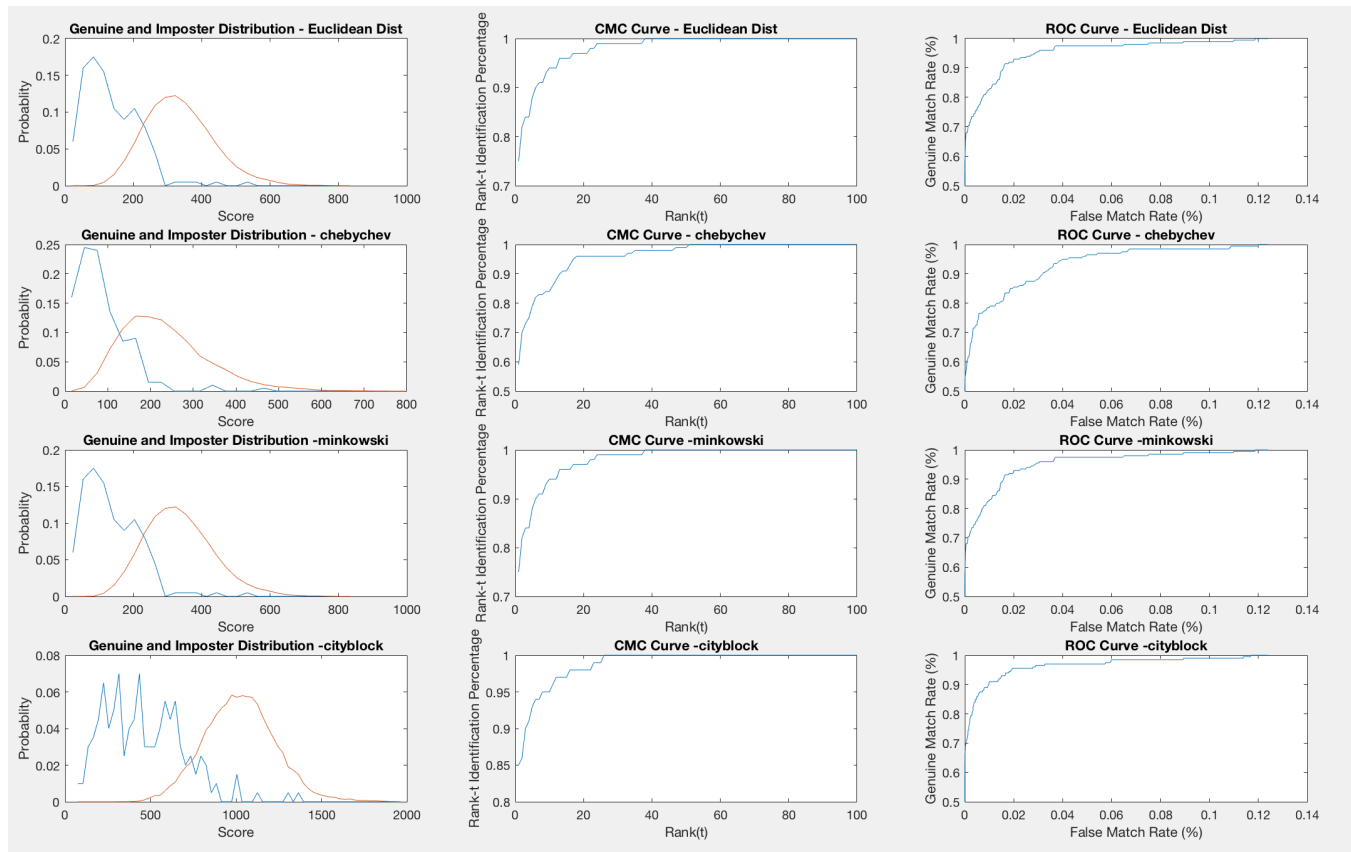 Genuine and Imposter Distribution - Euclidean Dist
0.2
0.15
0.1
0.05
0
Probablity
0 200 400 600 800 1000
Score
CMC Curve - Euclidean Dist
1
0.9
0.8
0.7
Rank-t Identification Percentage
0 20 40 60 80 100
Rank(t)
ROC Curve - Euclidean Dist
1
0.9
0.8
0.7
0.6
0.5
Genuine Match Rate (%)
0.02 0.04 0.06 0.08 0.1 0.12 0.14
False Match Rate (%)
Genuine and Imposter Distribution - chebychev
0.25
0.2
0.15
0.1
0.05
0
Probablity
0 100 200 300 400 500 600 700 800
Score
CMC Curve - chebychev
1
0.9
0.8
0.7
0.6
0.5
Rank-t Identification Percentage
0 20 40 60 80 100
Rank(t)
ROC Curve - chebychev
1
0.9
0.8
0.7
0.6
0.5
Genuine Match Rate (%)
0.02 0.04 0.06 0.08 0.1 0.12 0.14
False Match Rate (%)
Genuine and Imposter Distribution -minkowski
0.2
0.15
0.1
0.05
0
Probablity
0 200 400 600 800 1000
Score
CMC Curve -minkowski
1
0.9
0.8
0.7
Rank-t Identification Percentage
0 20 40 60 80 100
Rank(t)
ROC Curve -minkowski
1
0.9
0.8
0.7
0.6
0.5
Genuine Match Rate (%)
0.02 0.04 0.06 0.08 0.1 0.12 0.14
False Match Rate (%)
Genuine and Imposter Distribution -cityblock
0.08
0.06
0.04
0.02
0
Probablity
0 500 1000 1500 2000
Score
CMC Curve -cityblock
1
0.95
0.9
0.85
0.8
Rank-t Identification Percentage
0 20 40 60 80 100
Rank(t)
ROC Curve -cityblock
1
0.9
0.8
0.7
0.6
0.5
Genuine Match Rate (%)
0.02 0.04 0.06 0.08 0.1 0.12 0.14
False Match Rate (%)